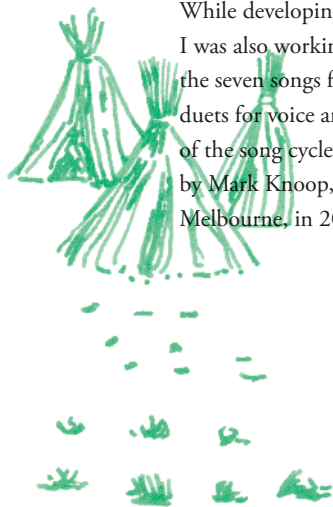 While developin
I was also workin
the seven songs f
duets for voice a
of the song cycle
by Mark Knoop,
Melbourne, in 20